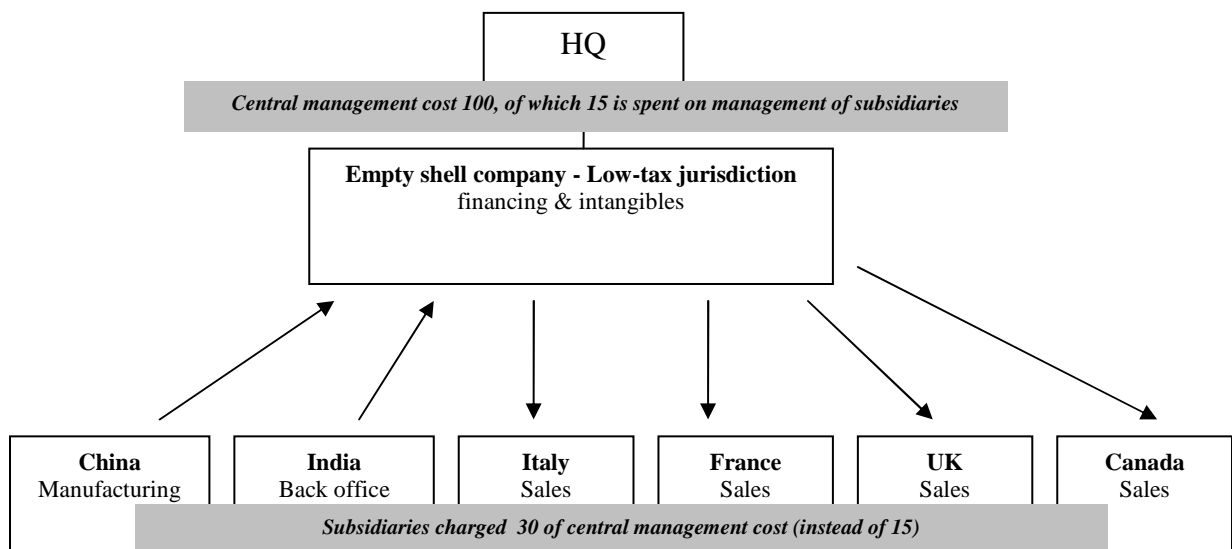 HQ
Central management cost 100, of which 15 is spent on management of subsidiaries
Empty shell company - Low-tax jurisdiction
financing & intangibles
China
Manufacturing
India
Back office
Italy
Sales
France
Sales
UK
Sales
Canada
Sales
Subsidiaries charged 30 of central management cost (instead of 15)